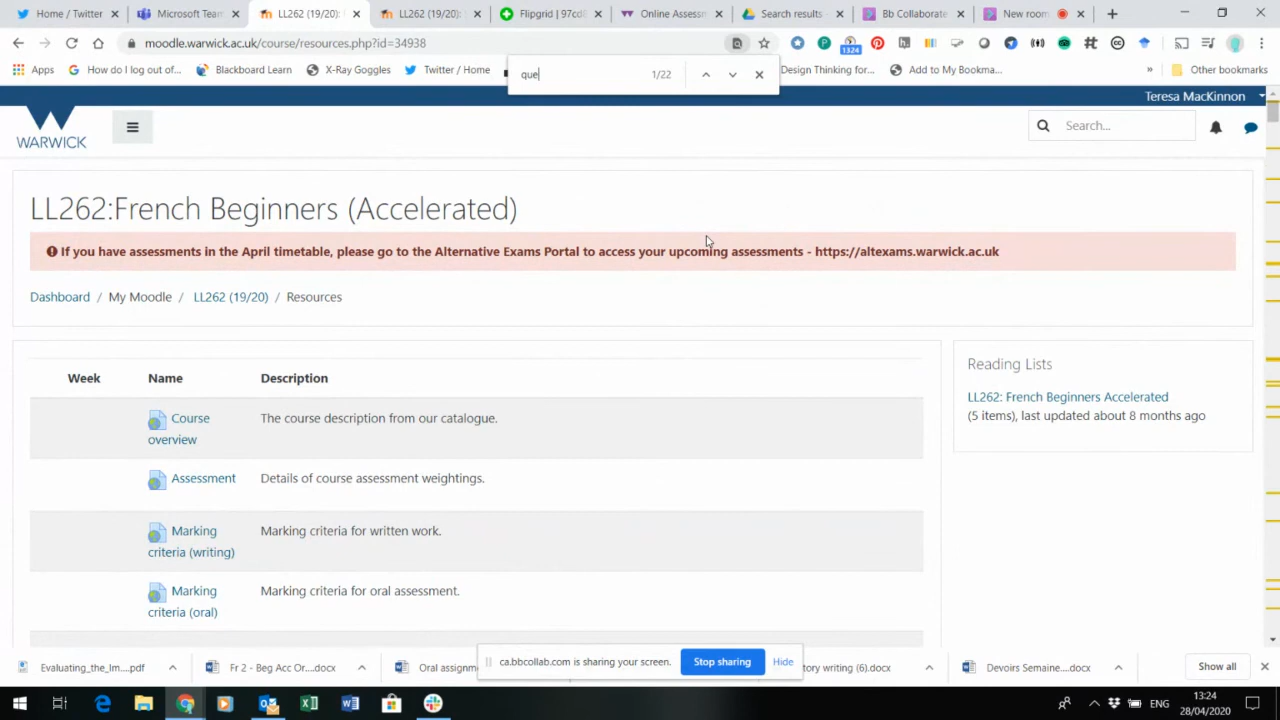 Home / Twitter
Microsoft Team
LL262 (19/20):
LL262 (19/20):
Flipgrid | 97cd8
Online Assessm
Search results -
Bb Collaborate
New room
moodle.warwick.ac.uk/course/resources.php?id=34938
1324
Apps
How do I log out of...
Blackboard Learn
X-Ray Goggles
Twitter / Home
que
1/22
Design Thinking for...
Add to My Bookma...
»
Other bookmarks
Teresa MacKinnon
WARWICK
Search...
LL262:French Beginners (Accelerated)
If you have assessments in the April timetable, please go to the Alternative Exams Portal to access your upcoming assessments - https://altexams.warwick.ac.uk
Dashboard / My Moodle / LL262 (19/20) / Resources
Week Name Description
Course
overview
The course description from our catalogue.
Assessment
Details of course assessment weightings.
Marking
criteria (writing)
Marking criteria for written work.
Marking
criteria (oral)
Marking criteria for oral assessment.
Reading Lists
LL262: French Beginners Accelerated
(5 items), last updated about 8 months ago
ca.bbcollab.com is sharing your screen.
Stop sharing
Hide
Evaluating_the_Im....pdf
Fr 2 - Beg Acc Or....docx
Oral assignm
tory writing (6).docx
Devoirs Semaine....docx
Show all
ENG
13:24
28/04/2020